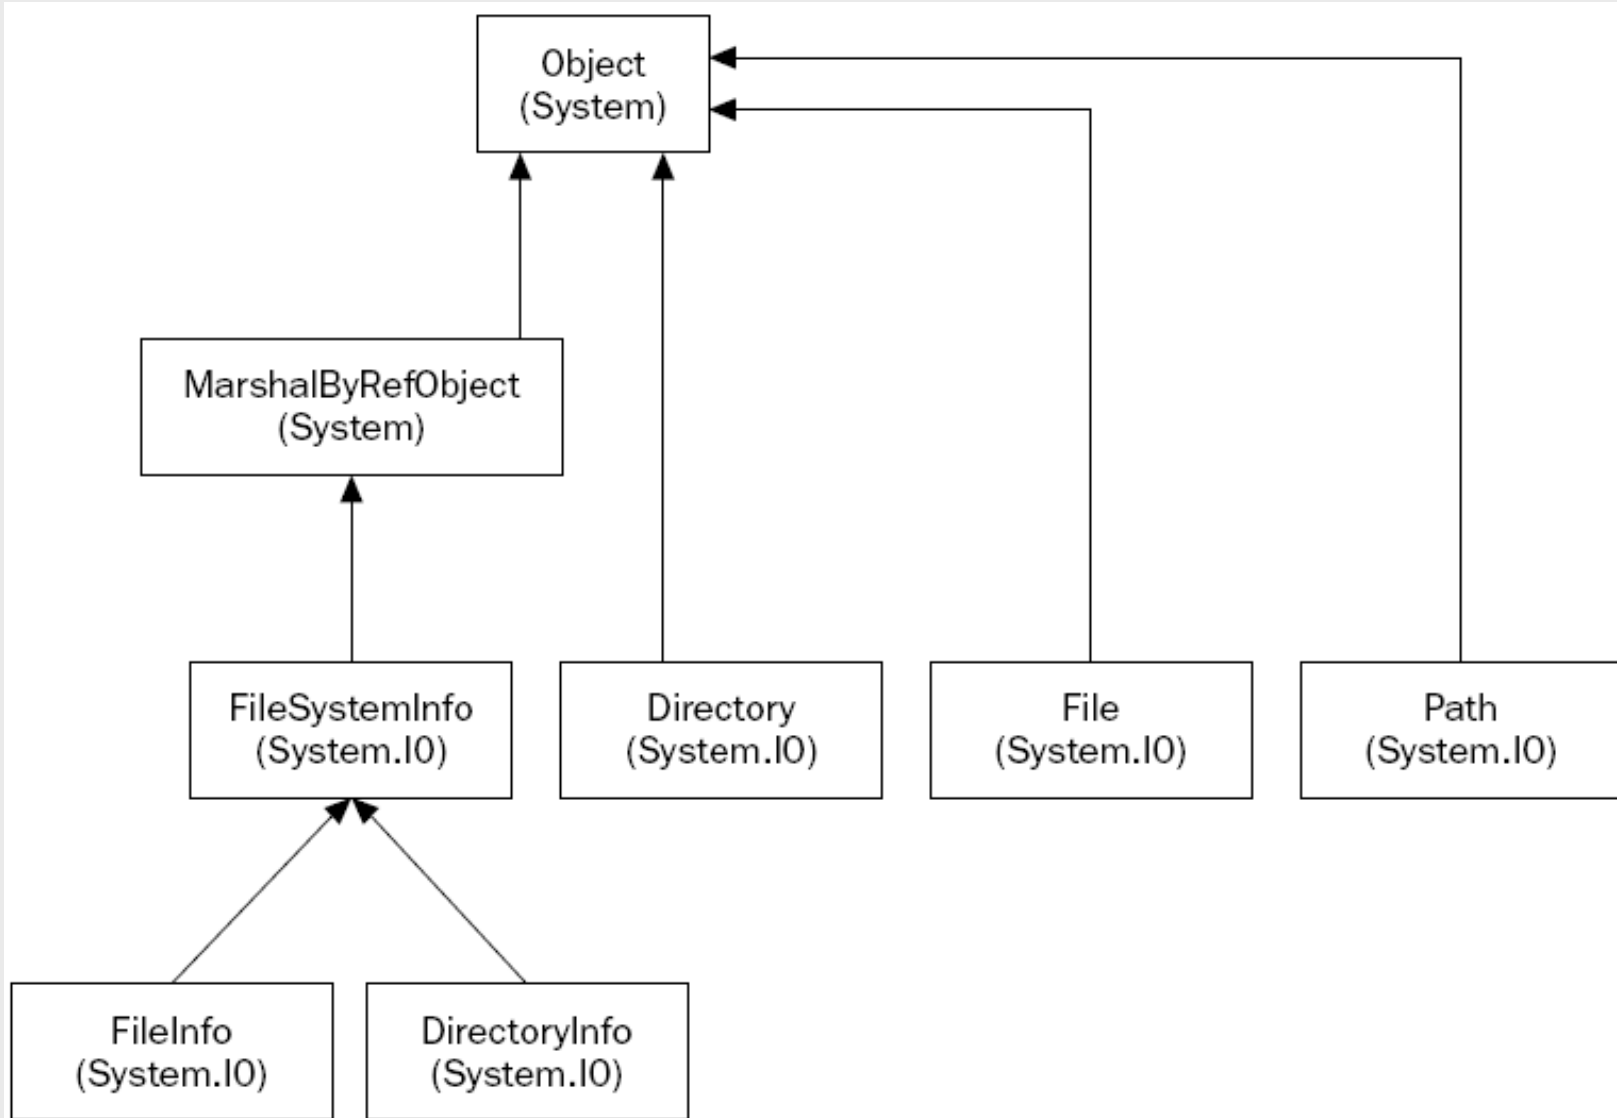 Object
(System)
MarshalByRefObject
(System)
FileSystemInfo
(System.IO)
Directory
(System.IO)
File
(System.IO)
Path
(System.IO)
FileInfo
(System.IO)
DirectoryInfo
(System.IO)